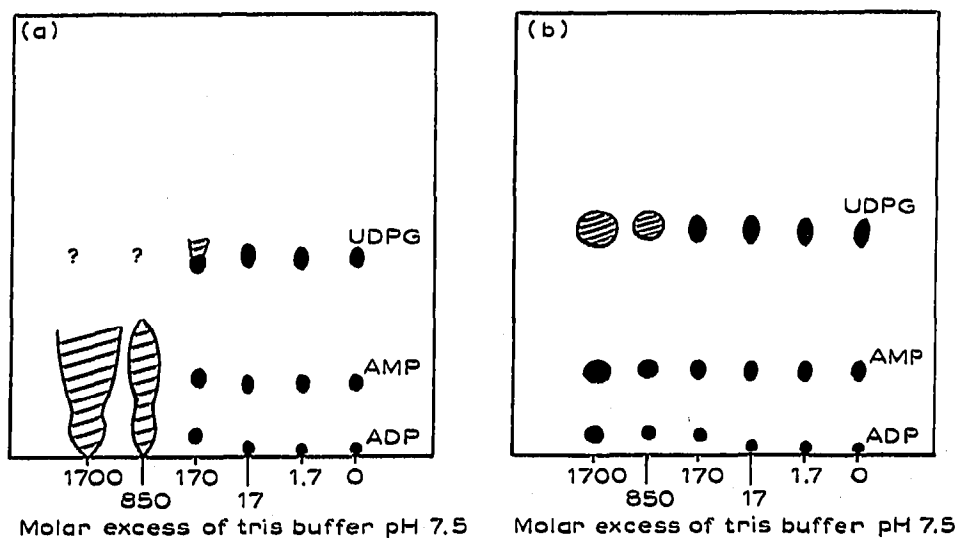 (a)
? ? UDPG
AMP
ADP
1700 850 170 17 1.7 0
Molar excess of tris buffer pH 7.5
(b)
UDPG
AMP
ADP
1700 850 170 17 1.7 0
Molar excess of tris buffer pH 7.5